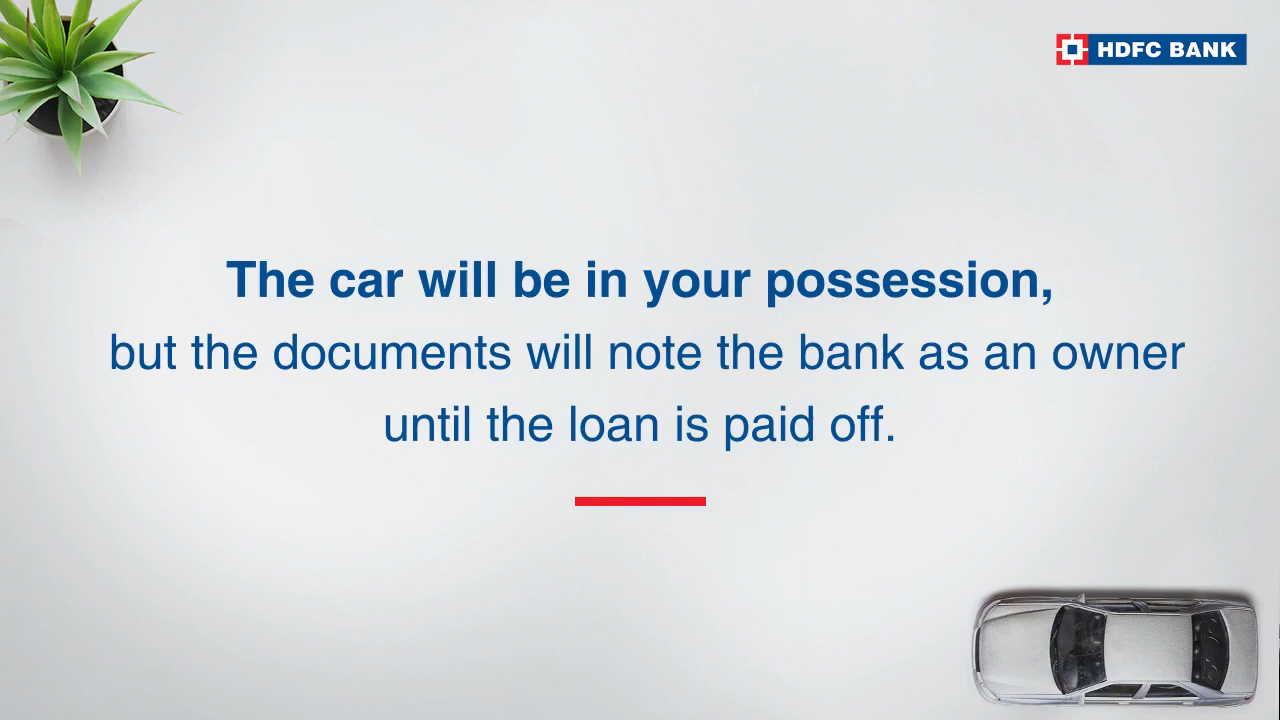 HDFC BANK
The car will be in your possession,
but the documents will note the bank as an owner
until the loan is paid off.